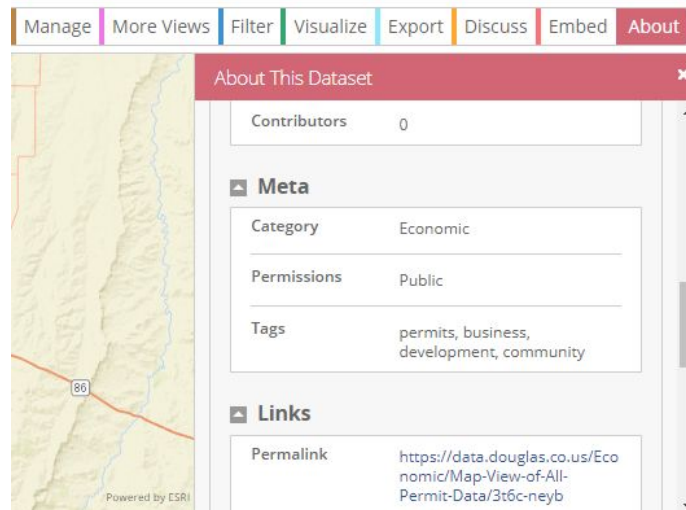 Manage More Views Filter Visualize Export Discuss Embed About
About This Dataset
Contributors 0
Meta
Category Economic
Permissions Public
Tags permits, business,
development, community
86
Links
Permalink https://data.douglas.co.us/Eco
nomic/Map-View-of-All-
Permit-Data/3t6c-neyb
Powered by ESRI